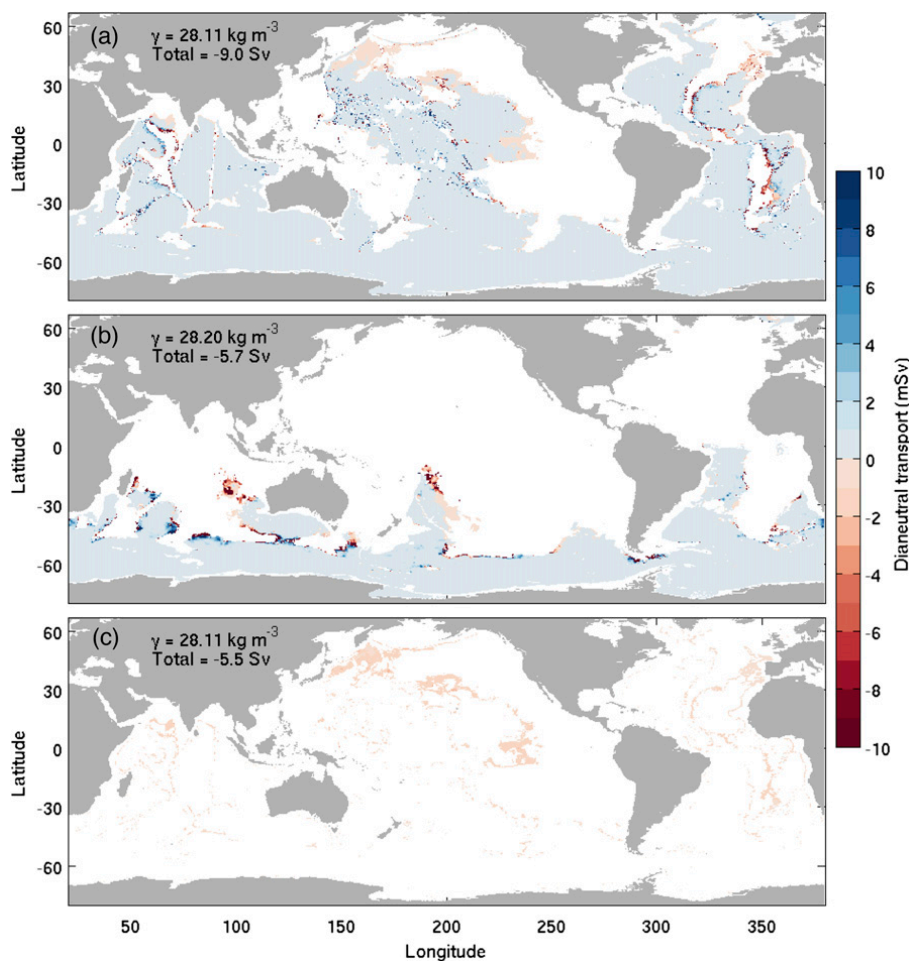 (a)
γ = 28.11 kg m⁻³
Total = -9.0 Sv
60
30
0
-30
-60
Latitude
(b)
γ = 28.20 kg m⁻³
Total = -5.7 Sv
60
30
0
-30
-60
Latitude
(c)
γ = 28.11 kg m⁻³
Total = -5.5 Sv
60
30
0
-30
-60
Latitude
50 100 150 200 250 300 350
Longitude
10
8
6
4
2
0
-2
-4
-6
-8
-10
Dianeutral transport (mSv)